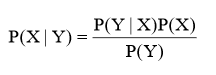 P(X | Y) = P(Y | X)P(X) / P(Y)